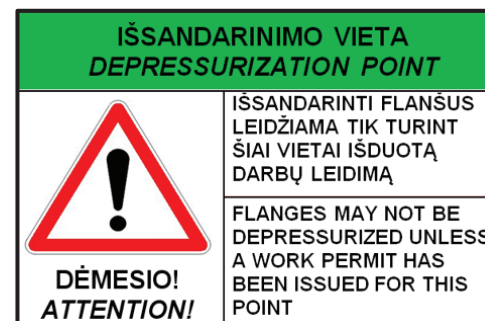 IŠSANDARINIMO VIETA
DEPRESSURIZATION POINT
IŠSANDARINTI FLANŠUS
LEIDŽIAMA TIK TURINT
ŠIAI VIETAI IŠDUOTĄ
DARBŲ LEIDIMĄ
FLANGES MAY NOT BE
DEPRESSURIZED UNLESS
A WORK PERMIT HAS
BEEN ISSUED FOR THIS
POINT
DĖMESIO!
ATTENTION!